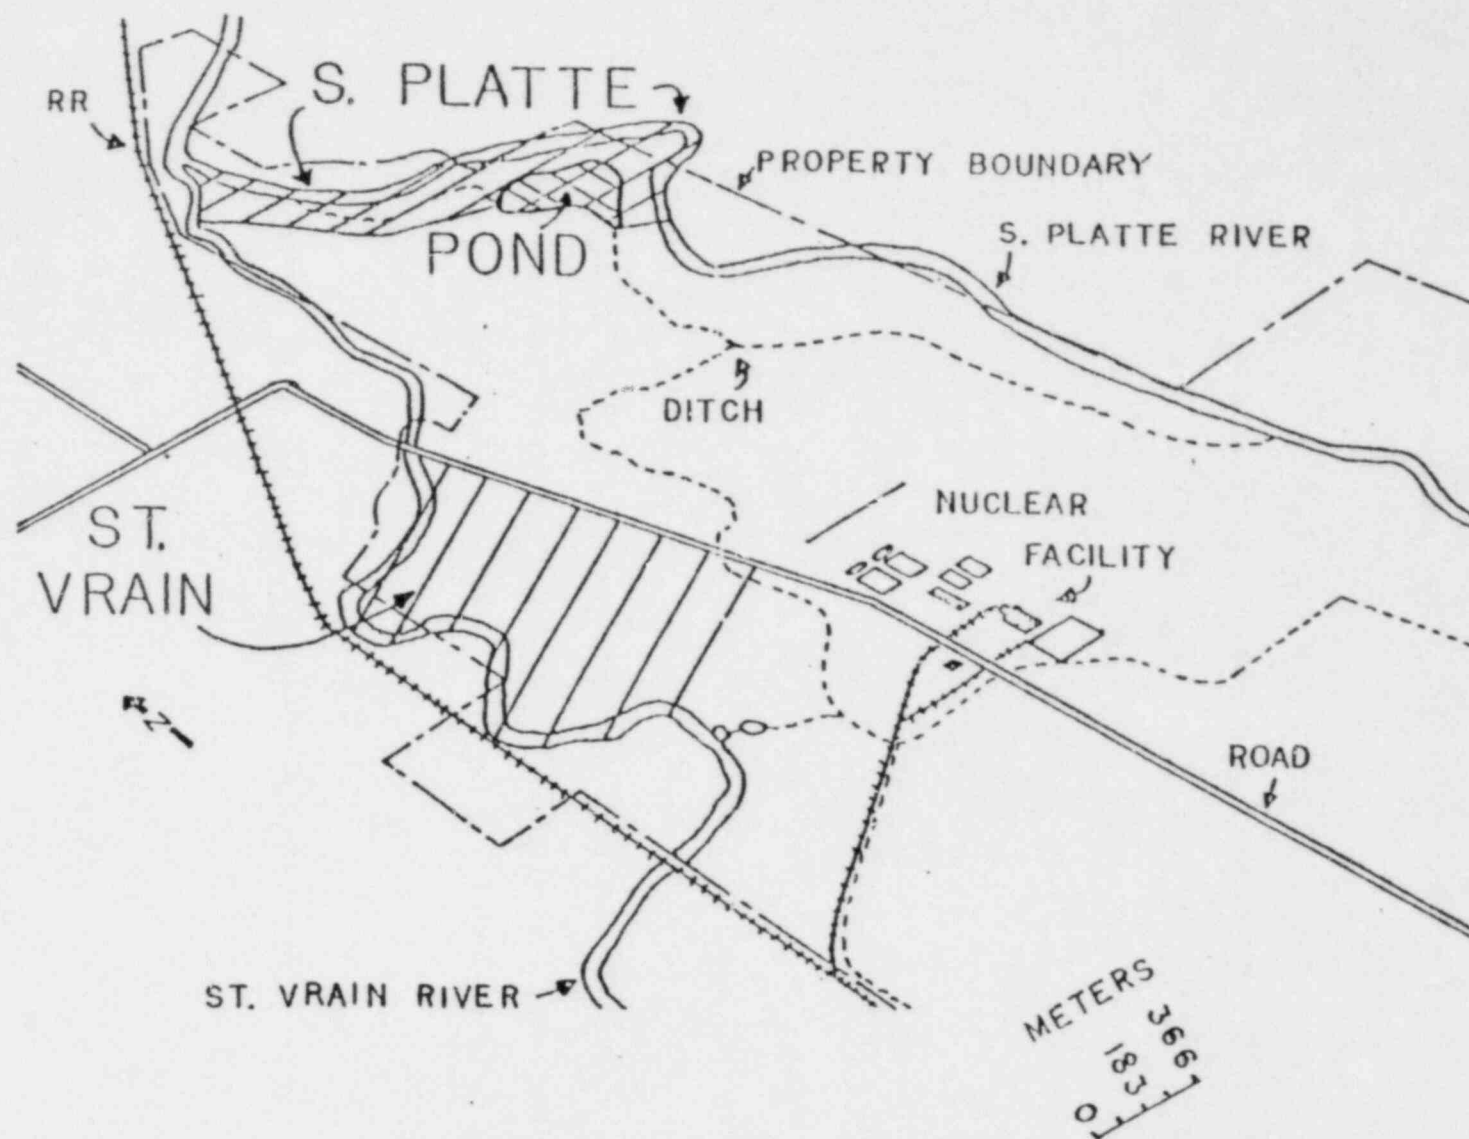 S. PLATTE
RR
PROPERTY BOUNDARY
S. PLATTE RIVER
POND
DITCH
NUCLEAR
FACILITY
ST.
VRAIN
N
ROAD
ST. VRAIN RIVER
METERS
0 183 366